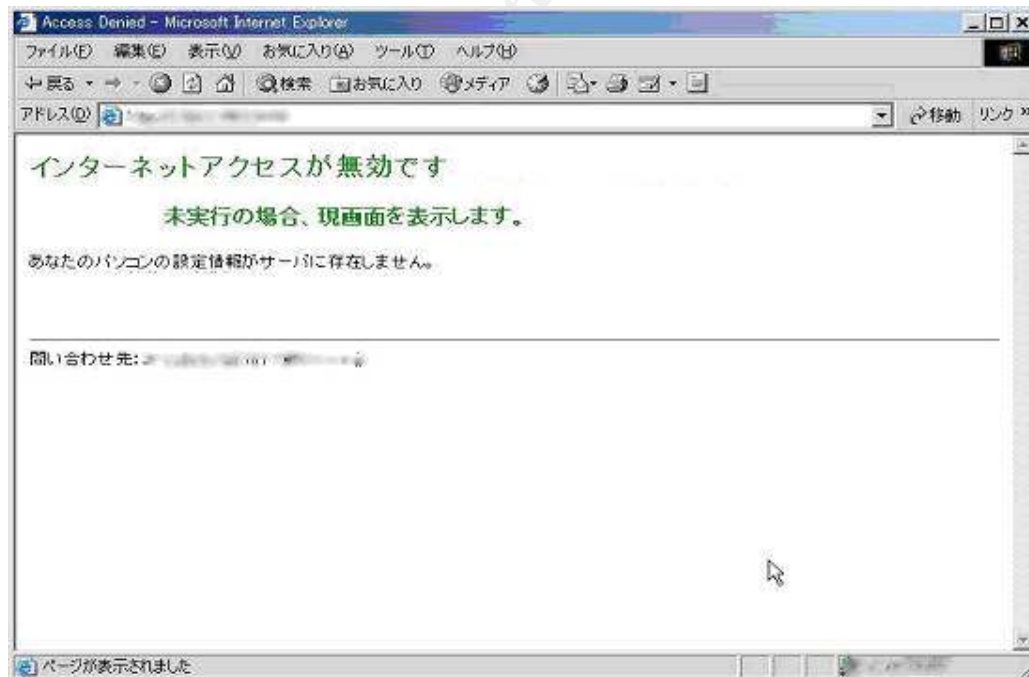 Access Denied - Microsoft Internet Explorer
ファイル(F) 編集(E) 表示(V) お気に入り(A) ツール(T) ヘルプ(H)
戻る 検索 お気に入り メディア
アドレス(D) 移動 リンク »
インターネットアクセスが無効です
未実行の場合、現画面を表示します。
あなたのパソコンの設定情報がサーバに存在しません。
問い合わせ先:
ページが表示されました